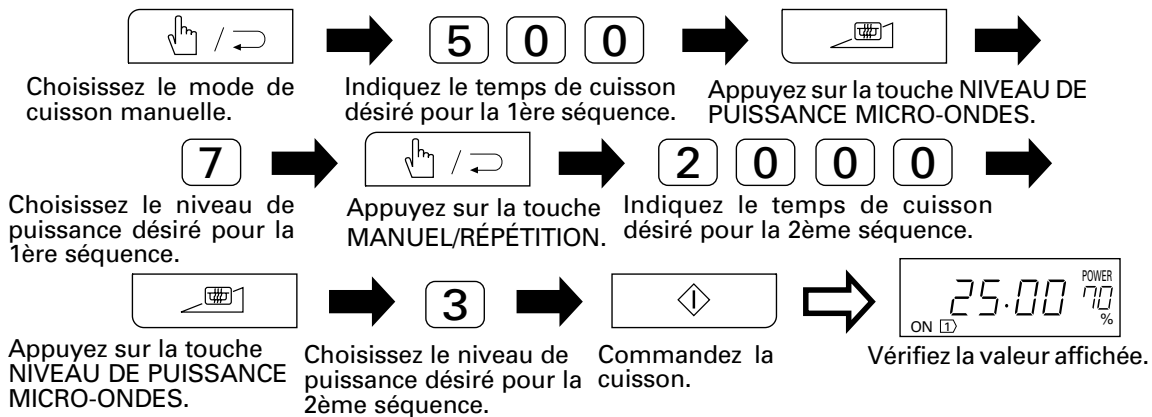 5 0 0
Choisissez le mode de
cuisson manuelle.
Indiquez le temps de cuisson
désiré pour la 1ère séquence.
Appuyez sur la touche NIVEAU DE
PUISSANCE MICRO-ONDES.
7
2 0 0 0
Choisissez le niveau de
puissance désiré pour la
1ère séquence.
Appuyez sur la touche
MANUEL/RÉPÉTITION.
Indiquez le temps de cuisson
désiré pour la 2ème séquence.
3
25.00
POWER
70
%
ON 1
Appuyez sur la touche
NIVEAU DE PUISSANCE
MICRO-ONDES.
Choisissez le niveau de
puissance désiré pour la
2ème séquence.
Commandez la
cuisson.
Vérifiez la valeur affichée.